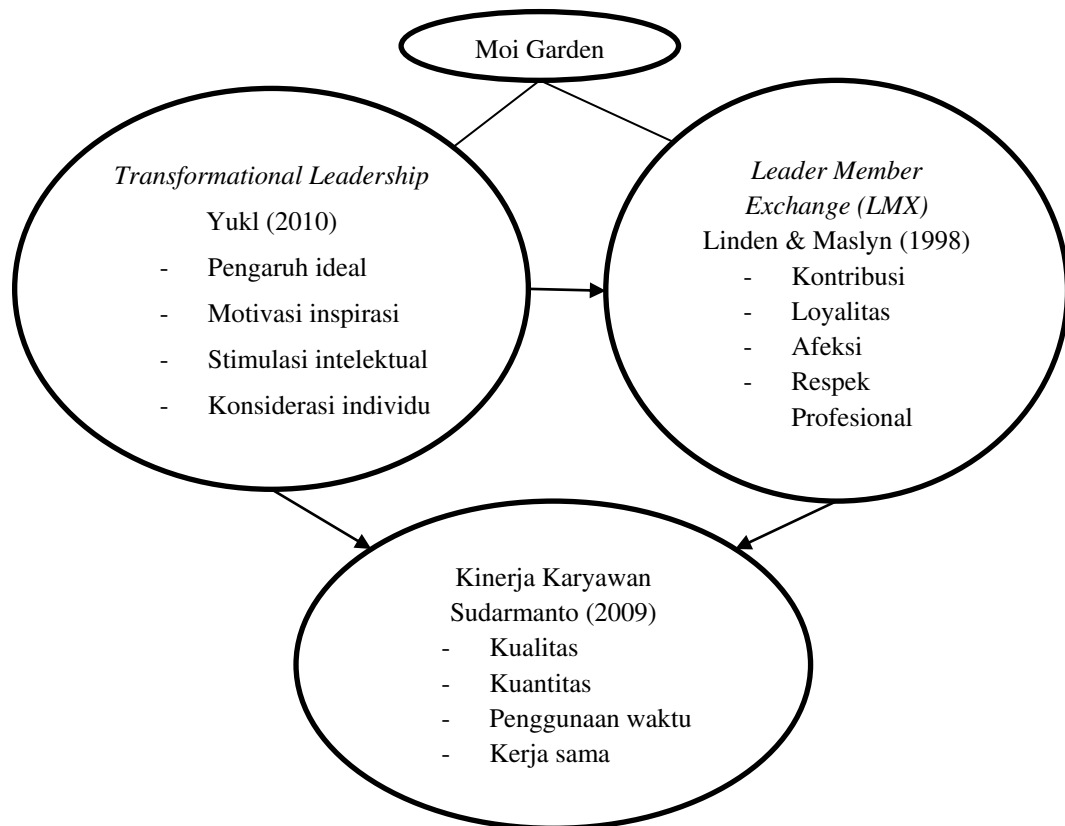 Moi Garden
Transformational Leadership
Yukl (2010)
- Pengaruh ideal
- Motivasi inspirasi
- Stimulasi intelektual
- Konsiderasi individu
Leader Member
Exchange (LMX)
Linden & Maslyn (1998)
- Kontribusi
- Loyalitas
- Afeksi
- Respek
Profesional
Kinerja Karyawan
Sudarmanto (2009)
- Kualitas
- Kuantitas
- Penggunaan waktu
- Kerja sama